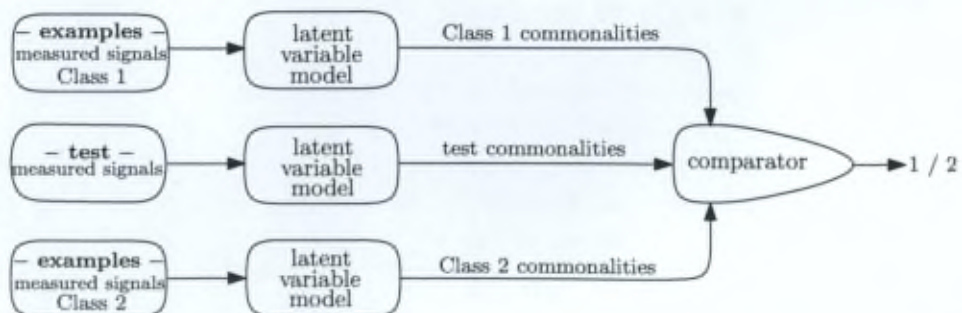 – examples –
measured signals
Class 1
latent
variable
model
Class 1 commonalities
– test –
measured signals
latent
variable
model
test commonalities
comparator
1 / 2
– examples –
measured signals
Class 2
latent
variable
model
Class 2 commonalities